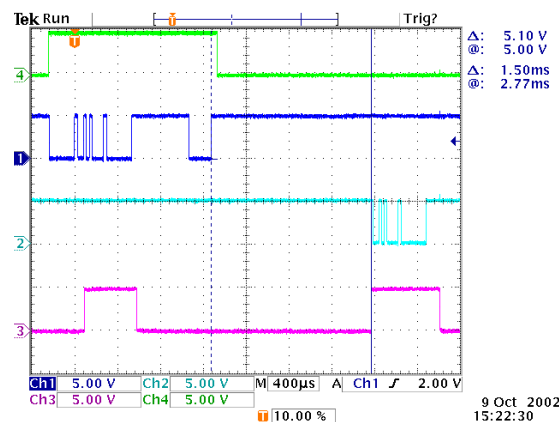 Tek Run Trig?
T
T
Δ: 5.10 V
@: 5.00 V
Δ: 1.50ms
@: 2.77ms
4
1
2
3
Ch1 5.00 V Ch2 5.00 V M 400µs A Ch1 ƒ 2.00 V
Ch3 5.00 V Ch4 5.00 V
T 10.00 %
9 Oct 2002
15:22:30